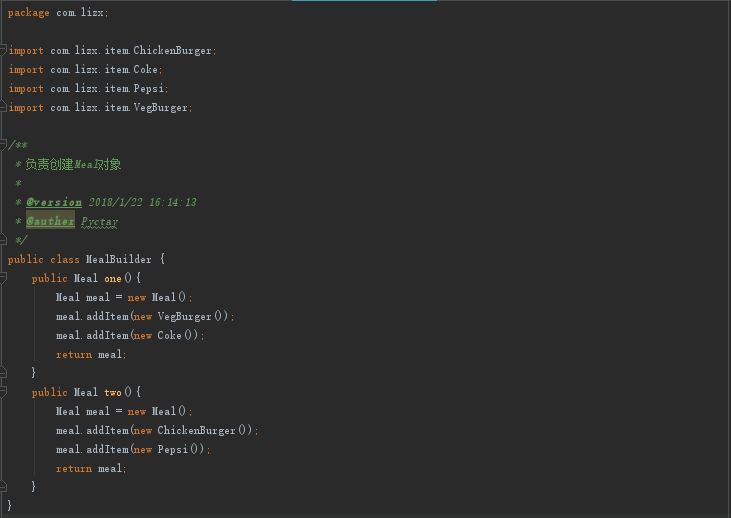 package com.lizx;
import com.lizx.item.ChickenBurger;
import com.lizx.item.Coke;
import com.lizx.item.Pepsi;
import com.lizx.item.VegBurger;
/**
* 负责创建Meal对象
*
* @version 2018/1/22 16:14:13
* @auther Pyctay
*/
public class MealBuilder {
public Meal one(){
Meal meal = new Meal();
meal.addItem(new VegBurger());
meal.addItem(new Coke());
return meal;
}
public Meal two(){
Meal meal = new Meal();
meal.addItem(new ChickenBurger());
meal.addItem(new Pepsi());
return meal;
}
}